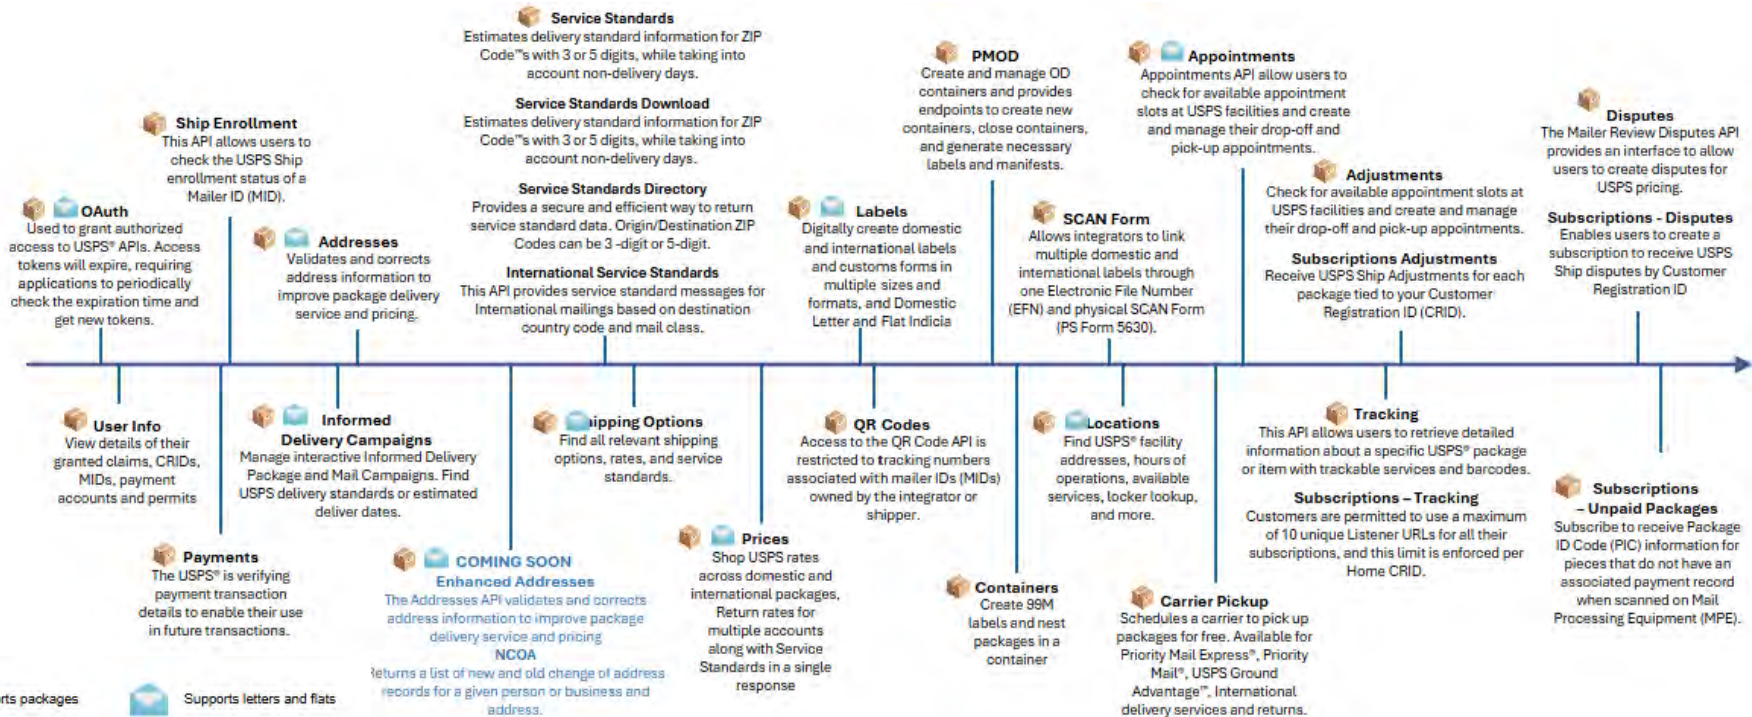 Service Standards
Estimates delivery standard information for ZIP
Code™s with 3 or 5 digits, while taking into
account non-delivery days.
Service Standards Download
Estimates delivery standard information for ZIP
Code™s with 3 or 5 digits, while taking into
account non-delivery days.
Service Standards Directory
Provides a secure and efficient way to return
service standard data. Origin/Destination ZIP
Codes can be 3 -digit or 5-digit.
International Service Standards
This API provides service standard messages for
International mailings based on destination
country code and mail class.
OAuth
Used to grant authorized
access to USPS® APIs. Access
tokens will expire, requiring
applications to periodically
check the expiration time and
get new tokens.
Ship Enrollment
This API allows users to
check the USPS Ship
enrollment status of a
Mailer ID (MID).
Addresses
Validates and corrects
address information to
improve package delivery
service and pricing.
Labels
Digitally create domestic
and international labels
and customs forms in
multiple sizes and
formats, and Domestic
Letter and Flat Indicia
PMOD
Create and manage OD
containers and provides
endpoints to create new
containers, close containers,
and generate necessary
labels and manifests.
SCAN Form
Allows integrators to link
multiple domestic and
international labels through
one Electronic File Number
(EFN) and physical SCAN Form
(PS Form 5630).
Appointments
Appointments API allow users to
check for available appointment
slots at USPS facilities and create
and manage their drop-off and
pick-up appointments.
Adjustments
Check for available appointment slots at
USPS facilities and create and manage
their drop-off and pick-up appointments.
Subscriptions Adjustments
Receive USPS Ship Adjustments for each
package tied to your Customer
Registration ID (CRID).
Disputes
The Mailer Review Disputes API
provides an interface to allow
users to create disputes for
USPS pricing.
Subscriptions - Disputes
Enables users to create a
subscription to receive USPS
Ship disputes by Customer
Registration ID
User Info
View details of their
granted claims, CRIDs,
MIDs, payment
accounts and permits
Payments
The USPS® is verifying
payment transaction
details to enable their use
in future transactions.
Informed
Delivery Campaigns
Manage interactive Informed Delivery
Package and Mail Campaigns. Find
USPS delivery standards or estimated
deliver dates.
COMING SOON
Enhanced Addresses
The Addresses API validates and corrects
address information to improve package
delivery service and pricing
NCOA
Returns a list of new and old change of address
records for a given person or business and
address.
ipping Options
Find all relevant shipping
options, rates, and service
standards.
Prices
Shop USPS rates
across domestic and
international packages,
Return rates for
multiple accounts
along with Service
Standards in a single
response
QR Codes
Access to the QR Code API is
restricted to tracking numbers
associated with mailer IDs (MIDs)
owned by the integrator or
shipper.
Containers
Create 99M
labels and nest
packages in a
container
Locations
Find USPS® facility
addresses, hours of
operations, available
services, locker lookup,
and more.
Carrier Pickup
Schedules a carrier to pick up
packages for free. Available for
Priority Mail Express®, Priority
Mail®, USPS Ground
Advantage™, International
delivery services and returns.
Tracking
This API allows users to retrieve detailed
information about a specific USPS® package
or item with trackable services and barcodes.
Subscriptions – Tracking
Customers are permitted to use a maximum
of 10 unique Listener URLs for all their
subscriptions, and this limit is enforced per
Home CRID.
Subscriptions
– Unpaid Packages
Subscribe to receive Package
ID Code (PIC) information for
pieces that do not have an
associated payment record
when scanned on Mail
Processing Equipment (MPE).
rts packages
Supports letters and flats